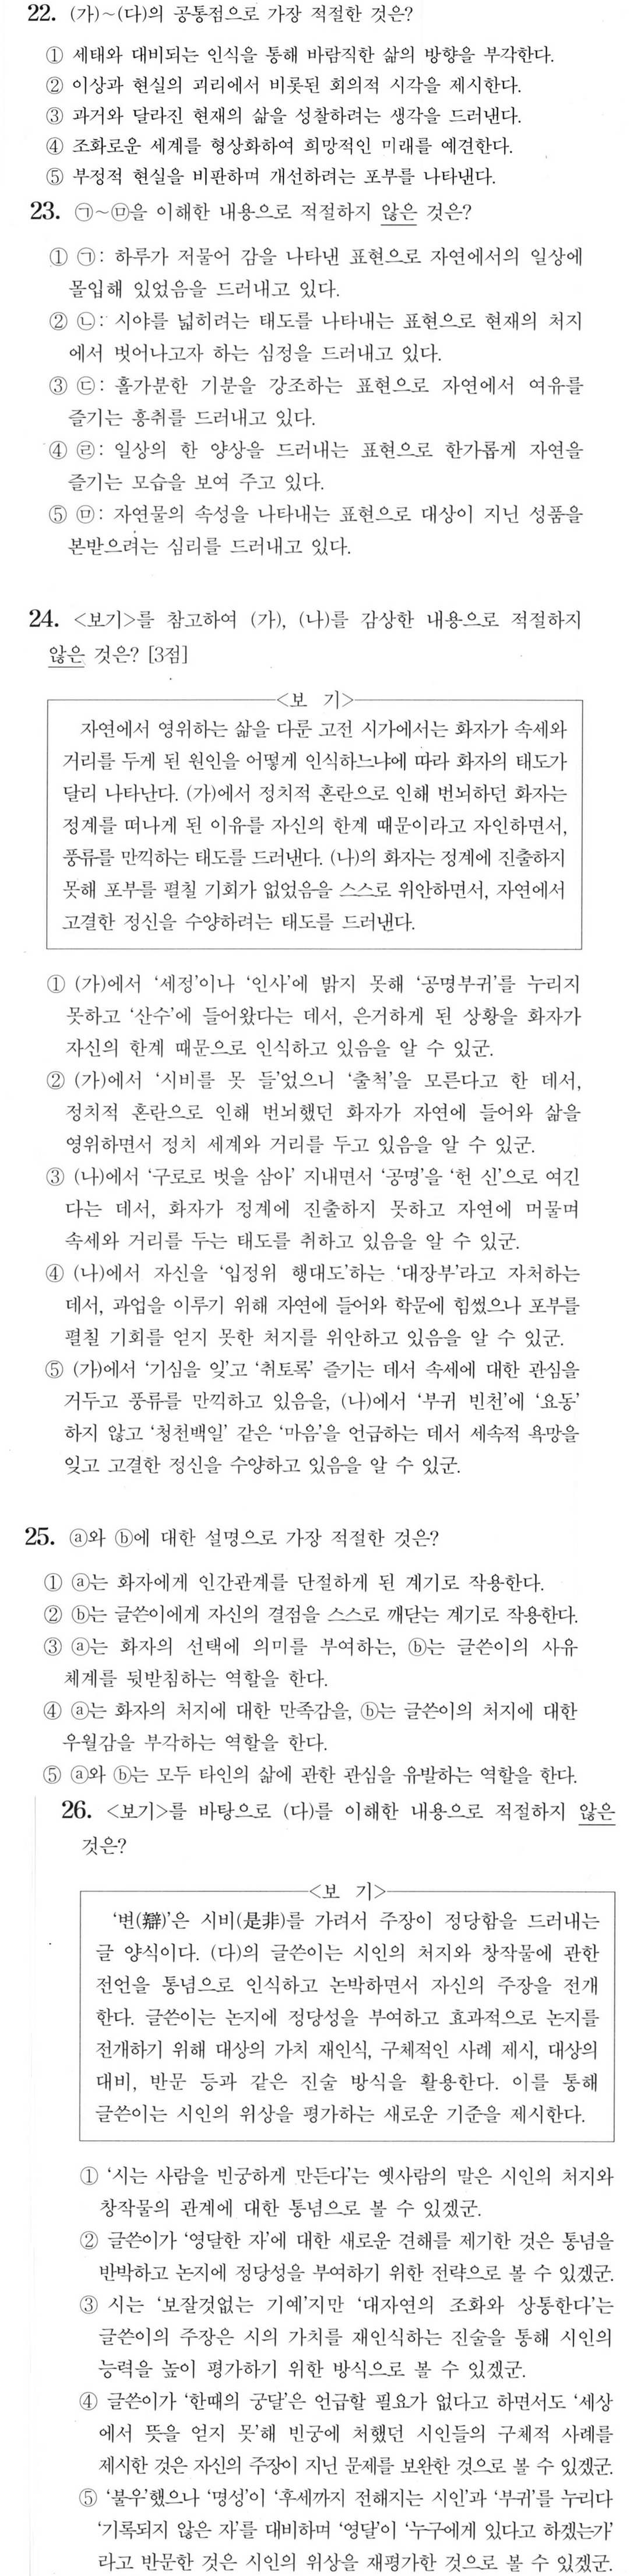 22. (가)~(다)의 공통점으로 가장 적절한 것은?
① 세태와 대비되는 인식을 통해 바람직한 삶의 방향을 부각한다.
② 이상과 현실의 괴리에서 비롯된 회의적 시각을 제시한다.
③ 과거와 달라진 현재의 삶을 성찰하려는 생각을 드러낸다.
④ 조화로운 세계를 형상화하여 희망적인 미래를 예견한다.
⑤ 부정적 현실을 비판하며 개선하려는 포부를 나타낸다.
23. ㉠~㉤을 이해한 내용으로 적절하지 않은 것은?
① ㉠: 하루가 저물어 감을 나타낸 표현으로 자연에서의 일상에
몰입해 있었음을 드러내고 있다.
② ㉡: 시야를 넓히려는 태도를 나타내는 표현으로 현재의 처지
에서 벗어나고자 하는 심정을 드러내고 있다.
③ ㉢: 홀가분한 기분을 강조하는 표현으로 자연에서 여유를
즐기는 흥취를 드러내고 있다.
④ ㉣: 일상의 한 양상을 드러내는 표현으로 한가롭게 자연을
즐기는 모습을 보여 주고 있다.
⑤ ㉤: 자연물의 속성을 나타내는 표현으로 대상이 지닌 성품을
본받으려는 심리를 드러내고 있다.
24. <보기>를 참고하여 (가), (나)를 감상한 내용으로 적절하지
않은 것은? [3점]
<보 기>
자연에서 영위하는 삶을 다룬 고전 시가에서는 화자가 속세와
거리를 두게 된 원인을 어떻게 인식하느냐에 따라 화자의 태도가
달리 나타난다. (가)에서 정치적 혼란으로 인해 번뇌하던 화자는
정계를 떠나게 된 이유를 자신의 한계 때문이라고 자인하면서,
풍류를 만끽하는 태도를 드러낸다. (나)의 화자는 정계에 진출하지
못해 포부를 펼칠 기회가 없었음을 스스로 위안하면서, 자연에서
고결한 정신을 수양하려는 태도를 드러낸다.
① (가)에서 ‘세정’이나 ‘인사’에 밝지 못해 ‘공명부귀’를 누리지
못하고 ‘산수’에 들어왔다는 데서, 은거하게 된 상황을 화자가
자신의 한계 때문으로 인식하고 있음을 알 수 있군.
② (가)에서 ‘시비를 못 들’었으니 ‘출척’을 모른다고 한 데서,
정치적 혼란으로 인해 번뇌했던 화자가 자연에 들어와 삶을
영위하면서 정치 세계와 거리를 두고 있음을 알 수 있군.
③ (나)에서 ‘구로로 벗을 삼아’ 지내면서 ‘공명’을 ‘헌 신’으로 여긴
다는 데서, 화자가 정계에 진출하지 못하고 자연에 머물며
속세와 거리를 두는 태도를 취하고 있음을 알 수 있군.
④ (나)에서 자신을 ‘입정위 행대도’하는 ‘대장부’라고 자처하는
데서, 과업을 이루기 위해 자연에 들어와 학문에 힘썼으나 포부를
펼칠 기회를 얻지 못한 처지를 위안하고 있음을 알 수 있군.
⑤ (가)에서 ‘기심을 잊’고 ‘취토록’ 즐기는 데서 속세에 대한 관심을
거두고 풍류를 만끽하고 있음을, (나)에서 ‘부귀 빈천’에 ‘요동’
하지 않고 ‘청천백일’ 같은 ‘마음’을 언급하는 데서 세속적 욕망을
잊고 고결한 정신을 수양하고 있음을 알 수 있군.
25. ⓐ와 ⓑ에 대한 설명으로 가장 적절한 것은?
① ⓐ는 화자에게 인간관계를 단절하게 된 계기로 작용한다.
② ⓑ는 글쓴이에게 자신의 결점을 스스로 깨닫는 계기로 작용한다.
③ ⓐ는 화자의 선택에 의미를 부여하는, ⓑ는 글쓴이의 사유
체계를 뒷받침하는 역할을 한다.
④ ⓐ는 화자의 처지에 대한 만족감을, ⓑ는 글쓴이의 처지에 대한
우월감을 부각하는 역할을 한다.
⑤ ⓐ와 ⓑ는 모두 타인의 삶에 관한 관심을 유발하는 역할을 한다.
26. <보기>를 바탕으로 (다)를 이해한 내용으로 적절하지 않은
것은?
<보 기>
‘변(辯)’은 시비(是非)를 가려서 주장이 정당함을 드러내는
글 양식이다. (다)의 글쓴이는 시인의 처지와 창작물에 관한
전언을 통념으로 인식하고 논박하면서 자신의 주장을 전개
한다. 글쓴이는 논지에 정당성을 부여하고 효과적으로 논지를
전개하기 위해 대상의 가치 재인식, 구체적인 사례 제시, 대상의
대비, 반문 등과 같은 진술 방식을 활용한다. 이를 통해
글쓴이는 시인의 위상을 평가하는 새로운 기준을 제시한다.
① ‘시는 사람을 빈궁하게 만든다’는 옛사람의 말은 시인의 처지와
창작물의 관계에 대한 통념으로 볼 수 있겠군.
② 글쓴이가 ‘영달한 자’에 대한 새로운 견해를 제기한 것은 통념을
반박하고 논지에 정당성을 부여하기 위한 전략으로 볼 수 있겠군.
③ 시는 ‘보잘것없는 기예’지만 ‘대자연의 조화와 상통한다’는
글쓴이의 주장은 시의 가치를 재인식하는 진술을 통해 시인의
능력을 높이 평가하기 위한 방식으로 볼 수 있겠군.
④ 글쓴이가 ‘한때의 궁달’은 언급할 필요가 없다고 하면서도 ‘세상
에서 뜻을 얻지 못’해 빈궁에 처했던 시인들의 구체적 사례를
제시한 것은 자신의 주장이 지닌 문제를 보완한 것으로 볼 수 있겠군.
⑤ ‘불우’했으나 ‘명성’이 ‘후세까지 전해지는 시인’과 ‘부귀’를 누리다
‘기록되지 않은 자’를 대비하며 ‘영달’이 ‘누구에게 있다고 하겠는가’
라고 반문한 것은 시인의 위상을 재평가한 것으로 볼 수 있겠군.